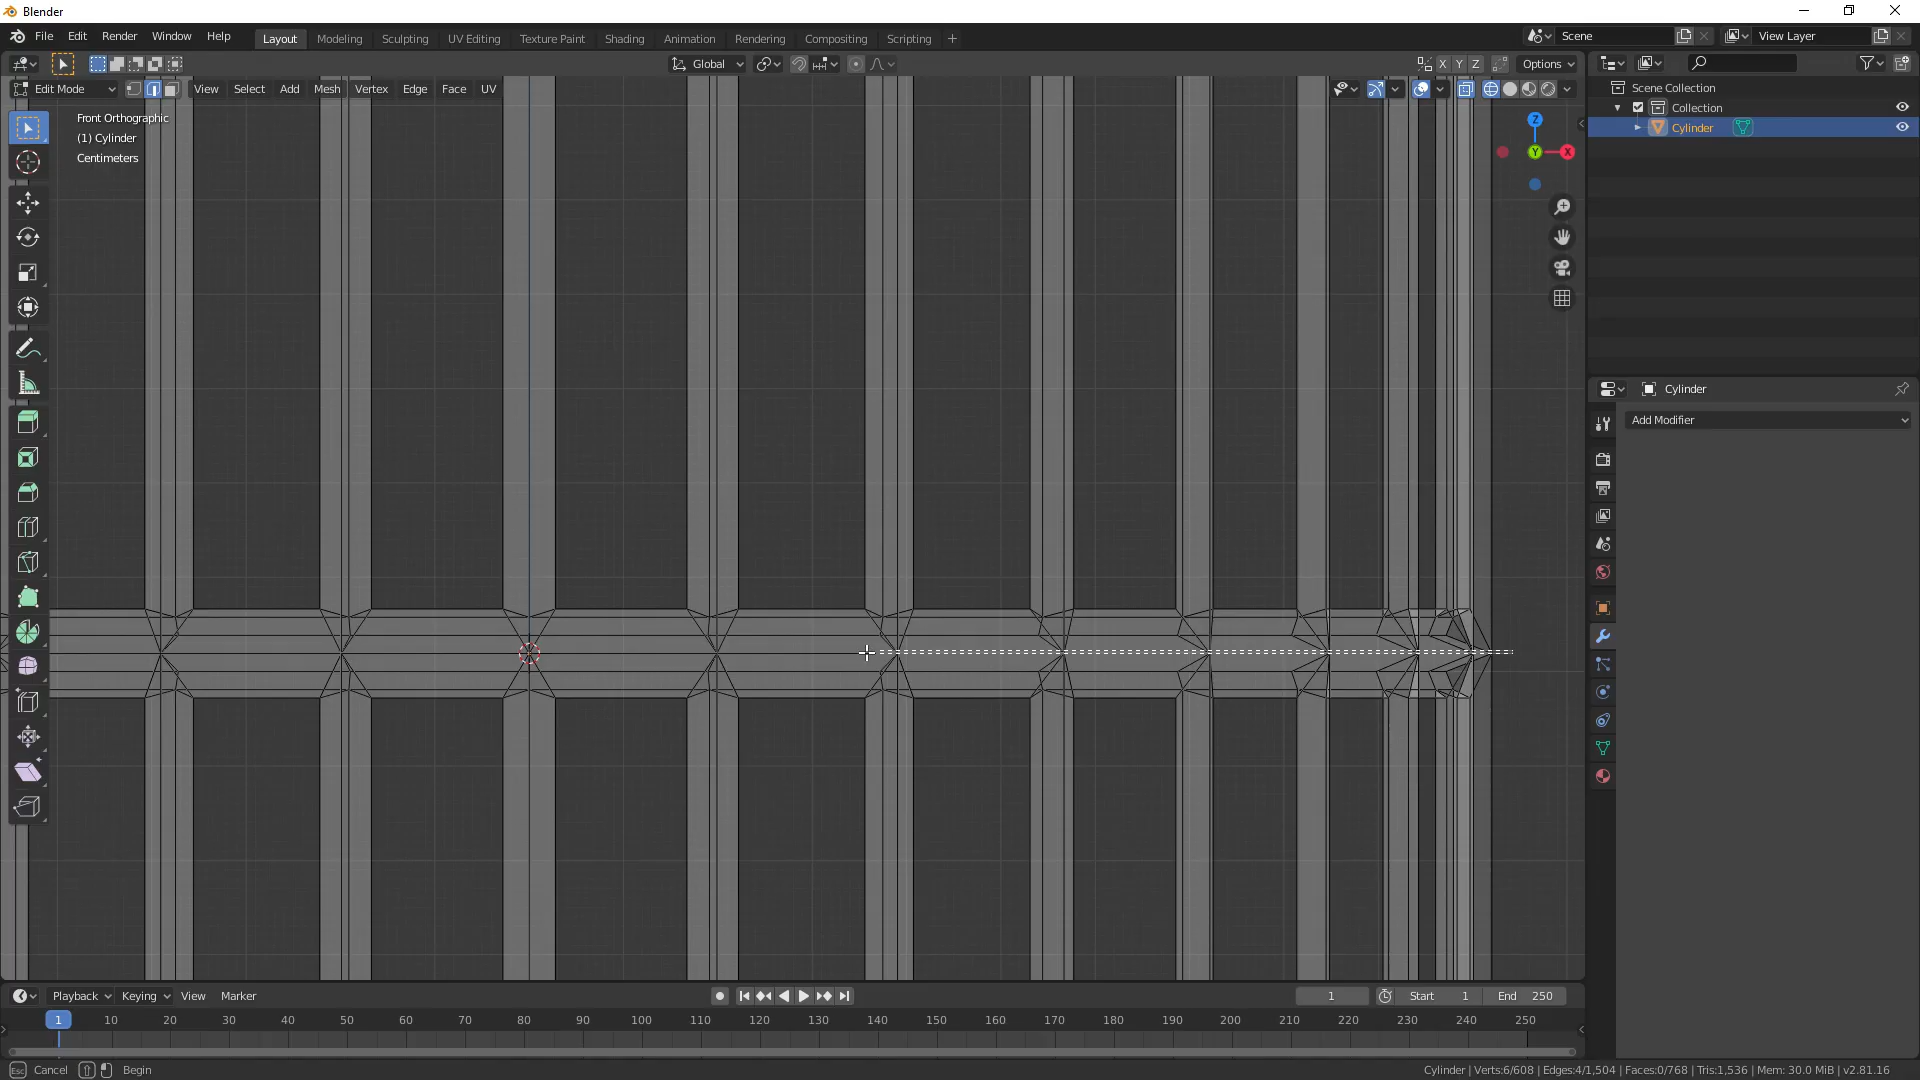 Blender
File Edit Render Window Help
Layout Modeling Sculpting UV Editing Texture Paint Shading Animation Rendering Compositing Scripting +
Scene
View Layer
Global
X Y Z
Options
Edit Mode
View Select Add Mesh Vertex Edge Face UV
Front Orthographic
(1) Cylinder
Centimeters
Z
Y
X
Scene Collection
Collection
Cylinder
Cylinder
Add Modifier
Playback Keying View Marker
1
Start 1
End 250
1 10 20 30 40 50 60 70 80 90 100 110 120 130 140 150 160 170 180 190 200 210 220 230 240 250
Esc Cancel Begin
Cylinder | Verts:6/608 | Edges:4/1,504 | Faces:0/768 | Tris:1,536 | Mem: 30.0 MiB | v2.81.16